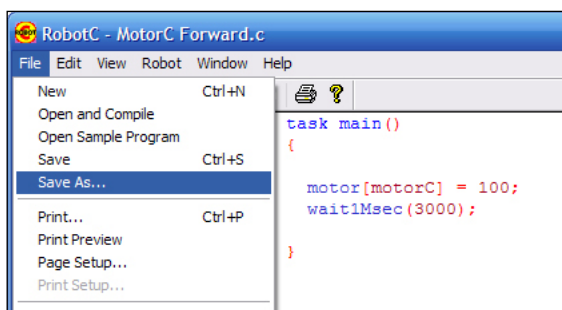 RobotC - MotorC Forward.c
File Edit View Robot Window Help
New Ctrl+N
Open and Compile
Open Sample Program
Save Ctrl+S
Save As...
Print... Ctrl+P
Print Preview
Page Setup...
Print Setup...
task main()
{
motor[motorC] = 100;
wait1Msec(3000);
}